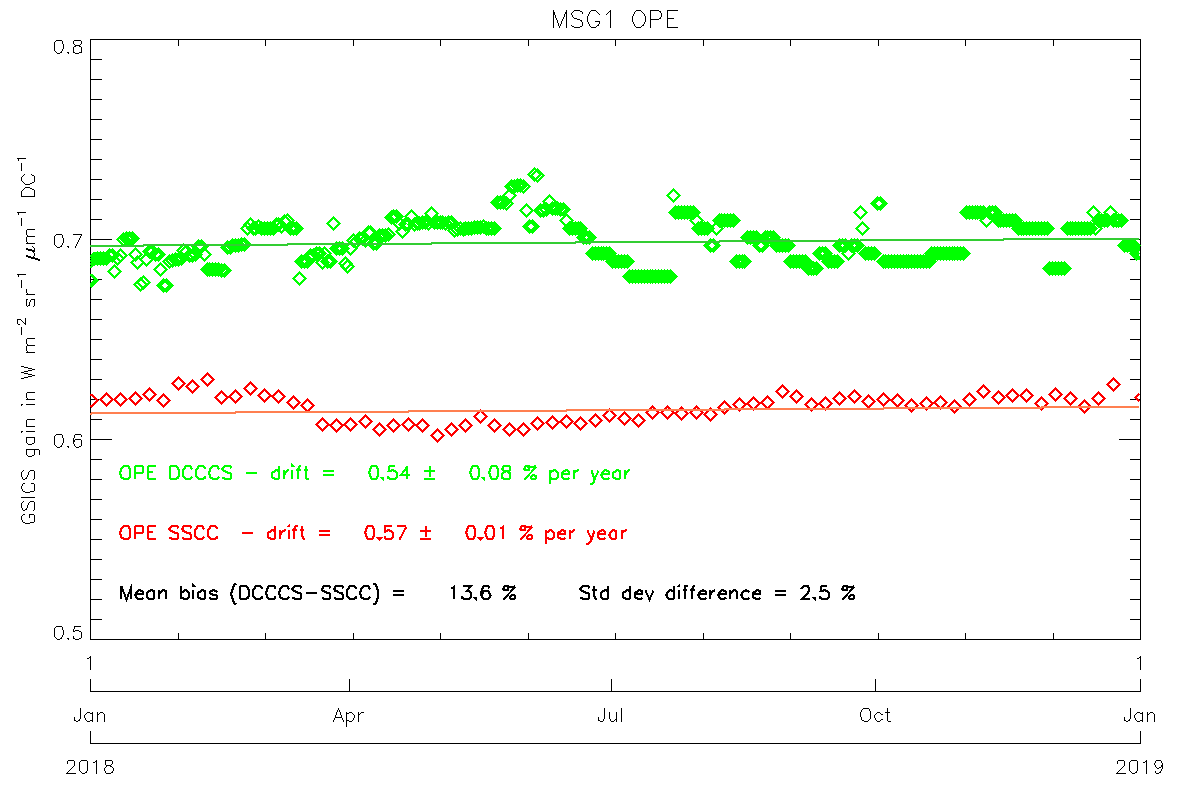 MSG1 OPE
0.8
0.7
0.6
0.5
GSICS gain in W m⁻² sr⁻¹ μm⁻¹ DC⁻¹
OPE DCCCS - drift = 0.54 ± 0.08 % per year
OPE SSCC - drift = 0.57 ± 0.01 % per year
Mean bias (DCCCS-SSCC) = 13.6 % Std dev difference = 2.5 %
1 1
Jan Apr Jul Oct Jan
2018 2019